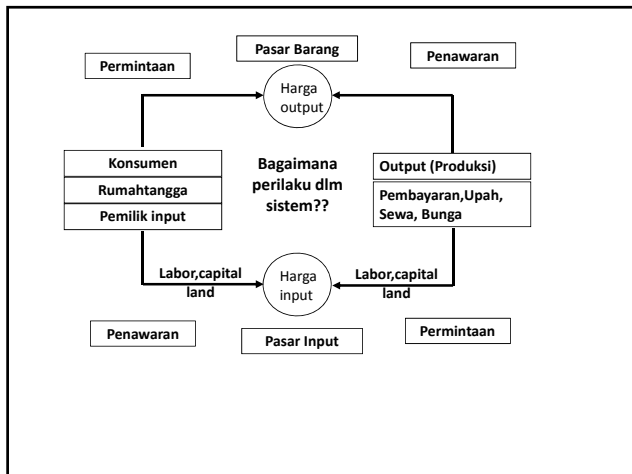 Pasar Barang
Permintaan
Penawaran
Harga
output
Konsumen
Rumahtangga
Pemilik input
Bagaimana
perilaku dlm
sistem??
Output (Produksi)
Pembayaran,Upah,
Sewa, Bunga
Labor,capital
land
Harga
input
Labor,capital
land
Penawaran
Pasar Input
Permintaan